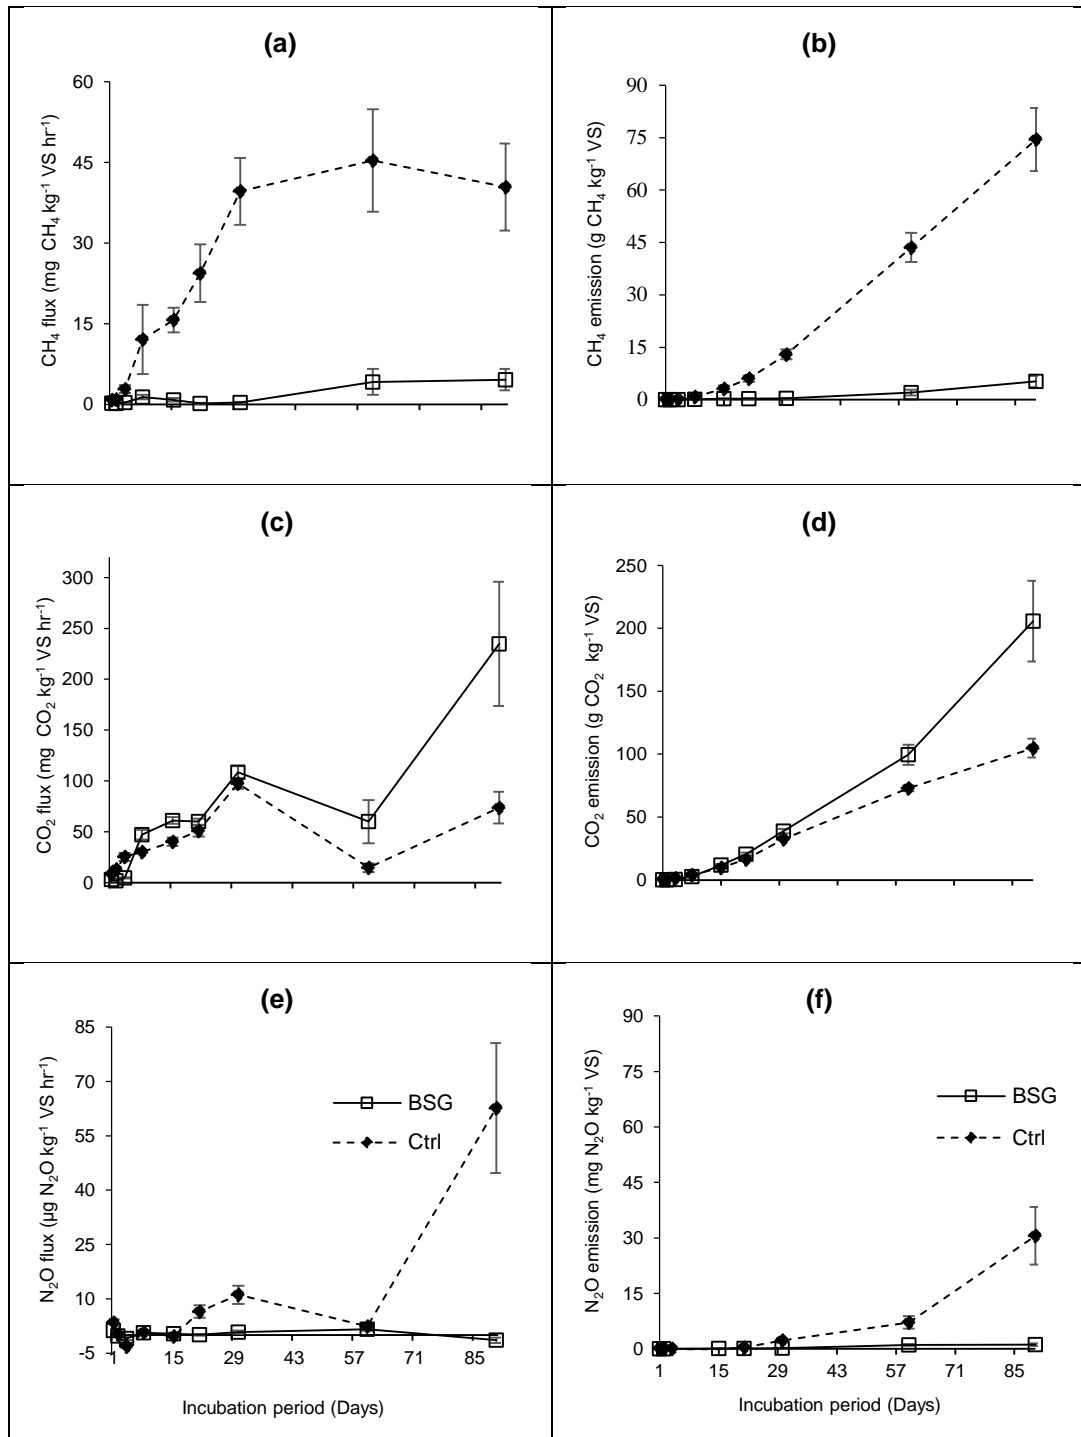 (a)
CH₄ flux (mg CH₄ kg⁻¹ VS hr⁻¹)
60
45
30
15
0
(b)
CH₄ emission (g CH₄ kg⁻¹ VS)
90
75
60
45
30
15
0
(c)
CO₂ flux (mg CO₂ kg⁻¹ VS hr⁻¹)
300
250
200
150
100
50
0
(d)
CO₂ emission (g CO₂ kg⁻¹ VS)
250
200
150
100
50
0
(e)
N₂O flux (µg N₂O kg⁻¹ VS hr⁻¹)
85
70
55
40
25
10
-5
BSG
Ctrl
1 15 29 43 57 71 85
Incubation period (Days)
(f)
N₂O emission (mg N₂O kg⁻¹ VS)
90
75
60
45
30
15
0
BSG
Ctrl
1 15 29 43 57 71 85
Incubation period (Days)